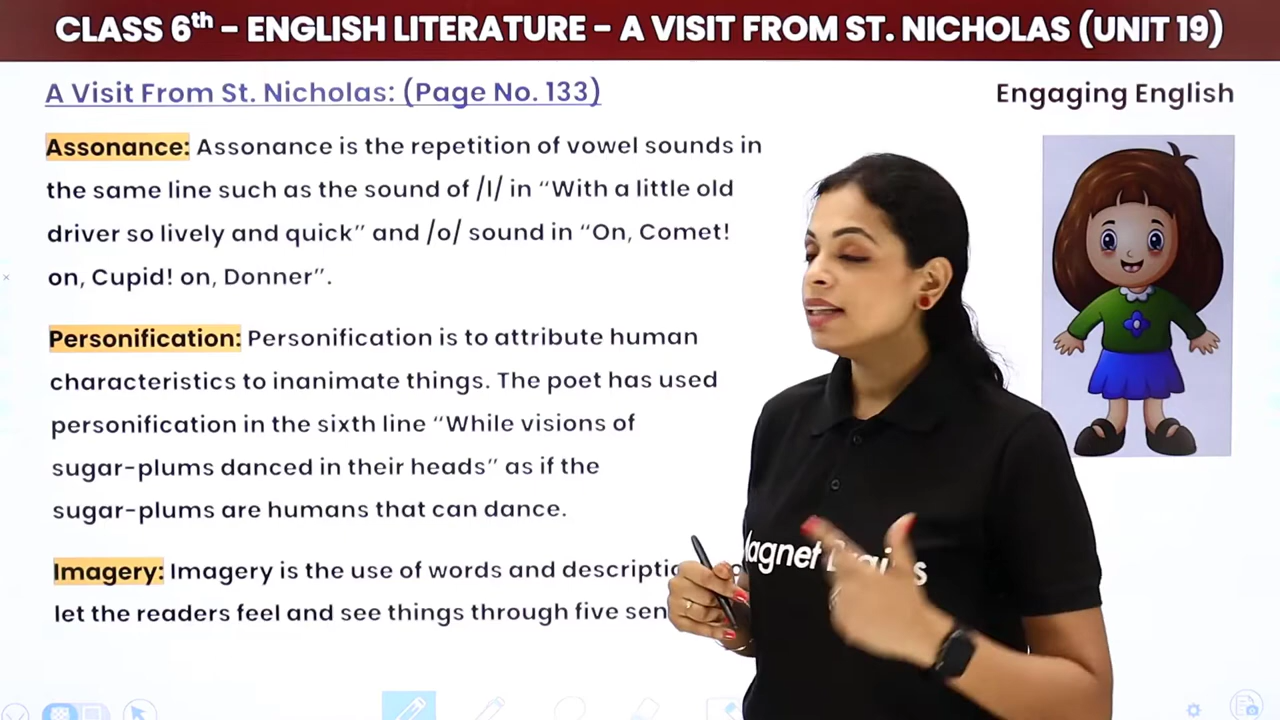 CLASS 6th – ENGLISH LITERATURE – A VISIT FROM ST. NICHOLAS (UNIT 19)
A Visit From St. Nicholas: (Page No. 133)
Engaging English
Assonance: Assonance is the repetition of vowel sounds in
the same line such as the sound of /I/ in “With a little old
driver so lively and quick” and /o/ sound in “On, Comet!
on, Cupid! on, Donner”.
Personification: Personification is to attribute human
characteristics to inanimate things. The poet has used
personification in the sixth line “While visions of
sugar-plums danced in their heads” as if the
sugar-plums are humans that can dance.
Imagery: Imagery is the use of words and
let the readers feel and see things through five